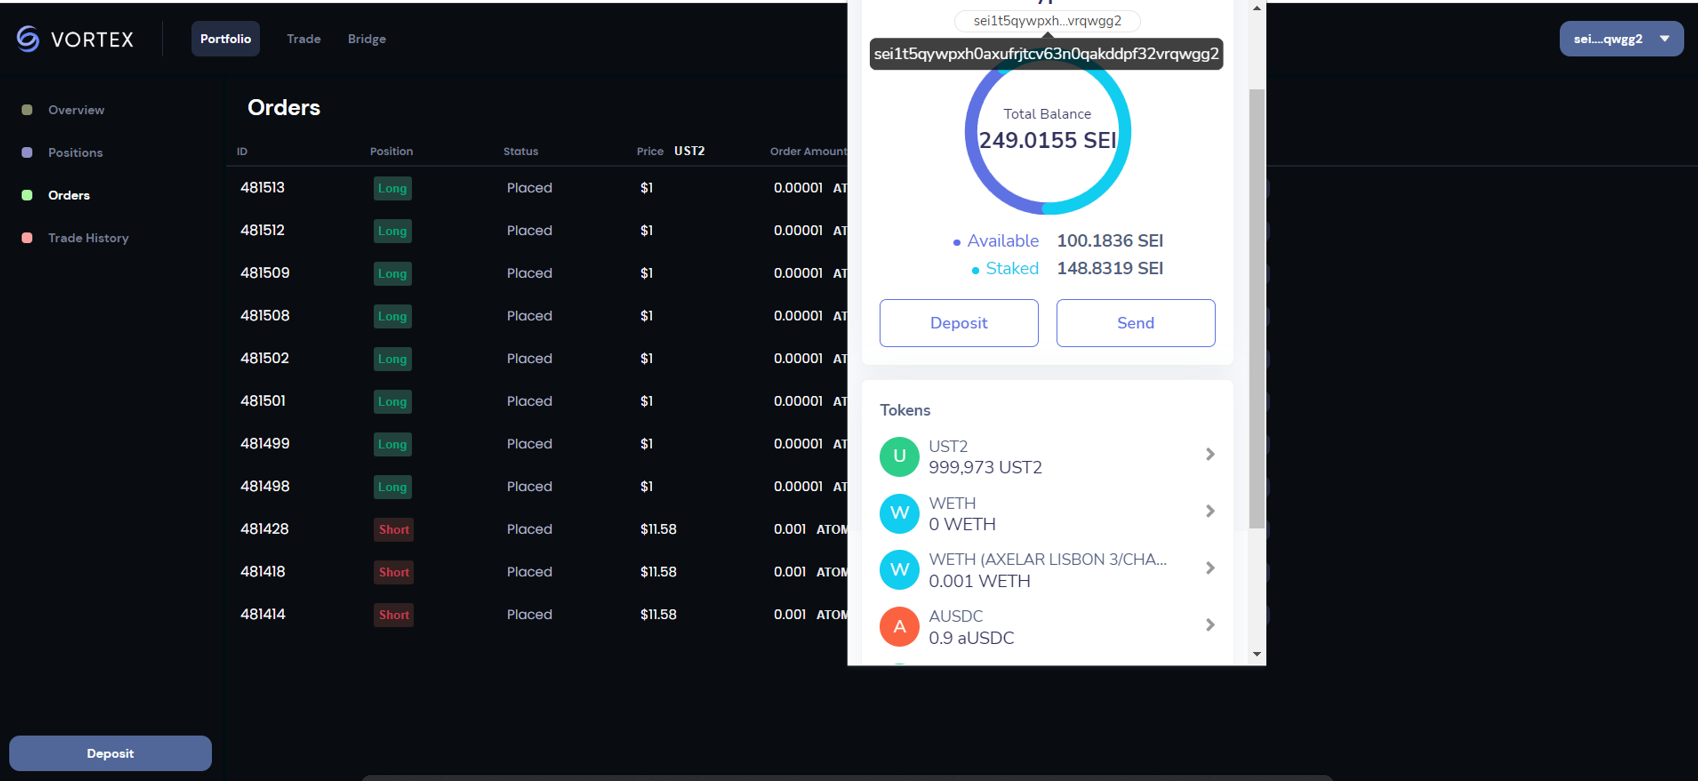 VORTEX
Portfolio
Trade
Bridge
sei....qwgg2
Overview
Positions
Orders
Trade History
Deposit
Orders
ID Position Status Price UST2 Order Amount
481513 Long Placed $1 0.00001 AT
481512 Long Placed $1 0.00001 AT
481509 Long Placed $1 0.00001 AT
481508 Long Placed $1 0.00001 AT
481502 Long Placed $1 0.00001 AT
481501 Long Placed $1 0.00001 AT
481499 Long Placed $1 0.00001 AT
481498 Long Placed $1 0.00001 AT
481428 Short Placed $11.58 0.001 ATOM
481418 Short Placed $11.58 0.001 ATOM
481414 Short Placed $11.58 0.001 ATOM
sei1t5qywpxh...vrqwgg2
sei1t5qywpxh0axufrjtcv63n0qakddpf32vrqwgg2
Total Balance
249.0155 SEI
Available 100.1836 SEI
Staked 148.8319 SEI
Deposit
Send
Tokens
U
UST2
999,973 UST2
W
WETH
0 WETH
W
WETH (AXELAR LISBON 3/CHA...
0.001 WETH
A
AUSDC
0.9 aUSDC